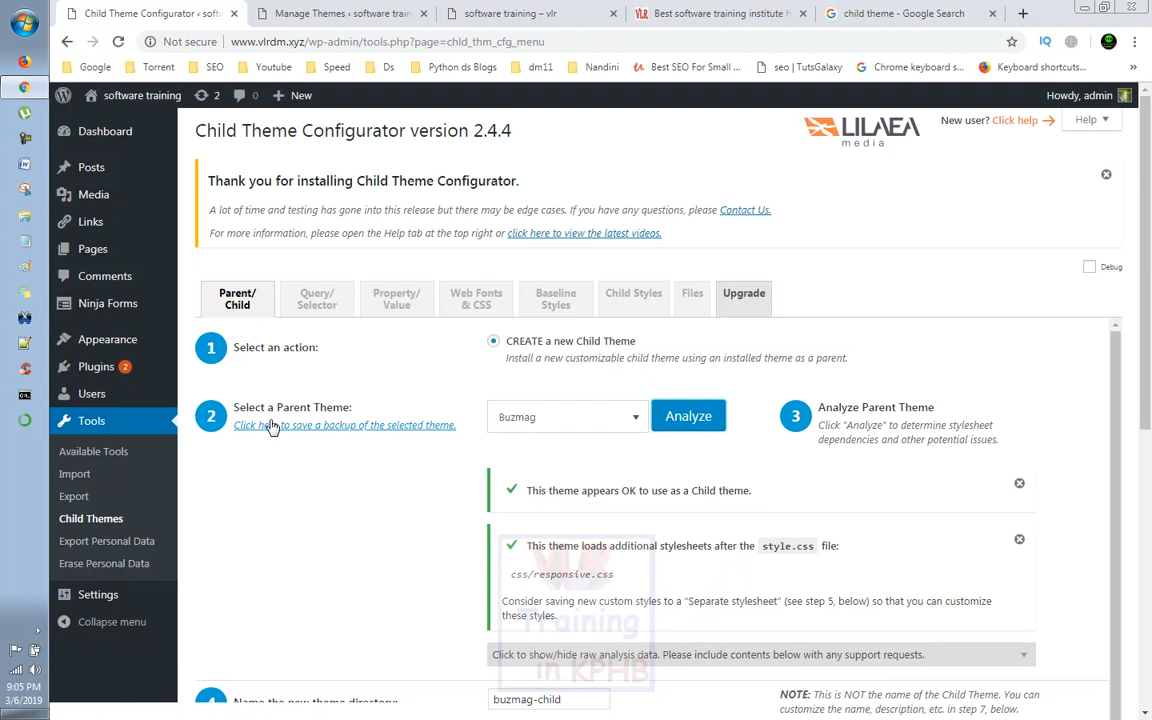 Child Theme Configurator ‹ softw
Manage Themes ‹ software train
software training – vlr
Best software training institute h
child theme - Google Search
Not secure
www.vlrdm.xyz/wp-admin/tools.php?page=chld_thm_cfg_menu
IQ
Google
Torrent
SEO
Youtube
Speed
Ds
Python ds Blogs
dm11
Nandini
Best SEO For Small ...
seo | TutsGalaxy
Chrome keyboard s...
Keyboard shortcuts...
»
software training
2
0
New
Howdy, admin
Dashboard
Posts
Media
Links
Pages
Comments
Ninja Forms
Appearance
Plugins 2
Users
Tools
Available Tools
Import
Export
Child Themes
Export Personal Data
Erase Personal Data
Settings
Collapse menu
9:05 PM
3/6/2019
Child Theme Configurator version 2.4.4
LILAEA
media
New user? Click help
Help ▼
Thank you for installing Child Theme Configurator.
A lot of time and testing has gone into this release but there may be edge cases. If you have any questions, please Contact Us.
For more information, please open the Help tab at the top right or click here to view the latest videos.
Debug
Parent/
Child
Query/
Selector
Property/
Value
Web Fonts
& CSS
Baseline
Styles
Child Styles
Files
Upgrade
1
Select an action:
CREATE a new Child Theme
Install a new customizable child theme using an installed theme as a parent.
2
Select a Parent Theme:
Click here to save a backup of the selected theme.
Buzmag
Analyze
3
Analyze Parent Theme
Click "Analyze" to determine stylesheet
dependencies and other potential issues.
This theme appears OK to use as a Child theme.
This theme loads additional stylesheets after the style.css file:
css/responsive.css
Consider saving new custom styles to a "Separate stylesheet" (see step 5, below) so that you can customize
these styles.
VLR
Training
in KPHB
Click to show/hide raw analysis data. Please include contents below with any support requests.
4
Name the new theme directory:
buzmag-child
NOTE: This is NOT the name of the Child Theme. You can
customize the name, description, etc. in step 7, below.